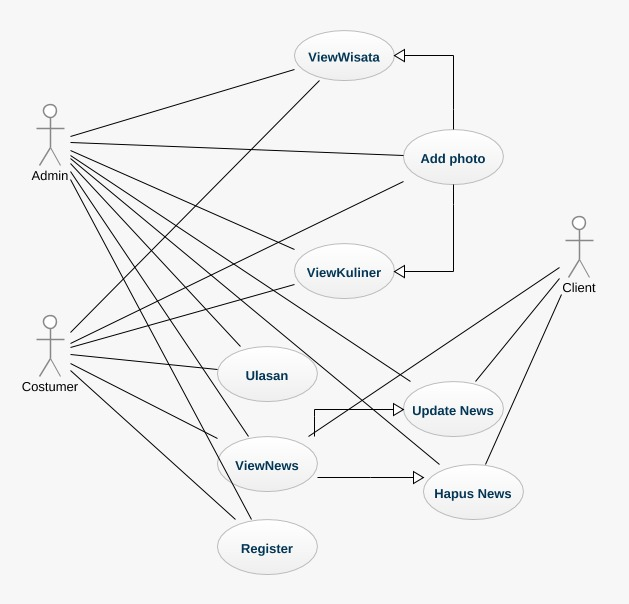 ViewWisata
Admin
Add photo
ViewKuliner
Client
Costumer
Ulasan
Update News
ViewNews
Hapus News
Register